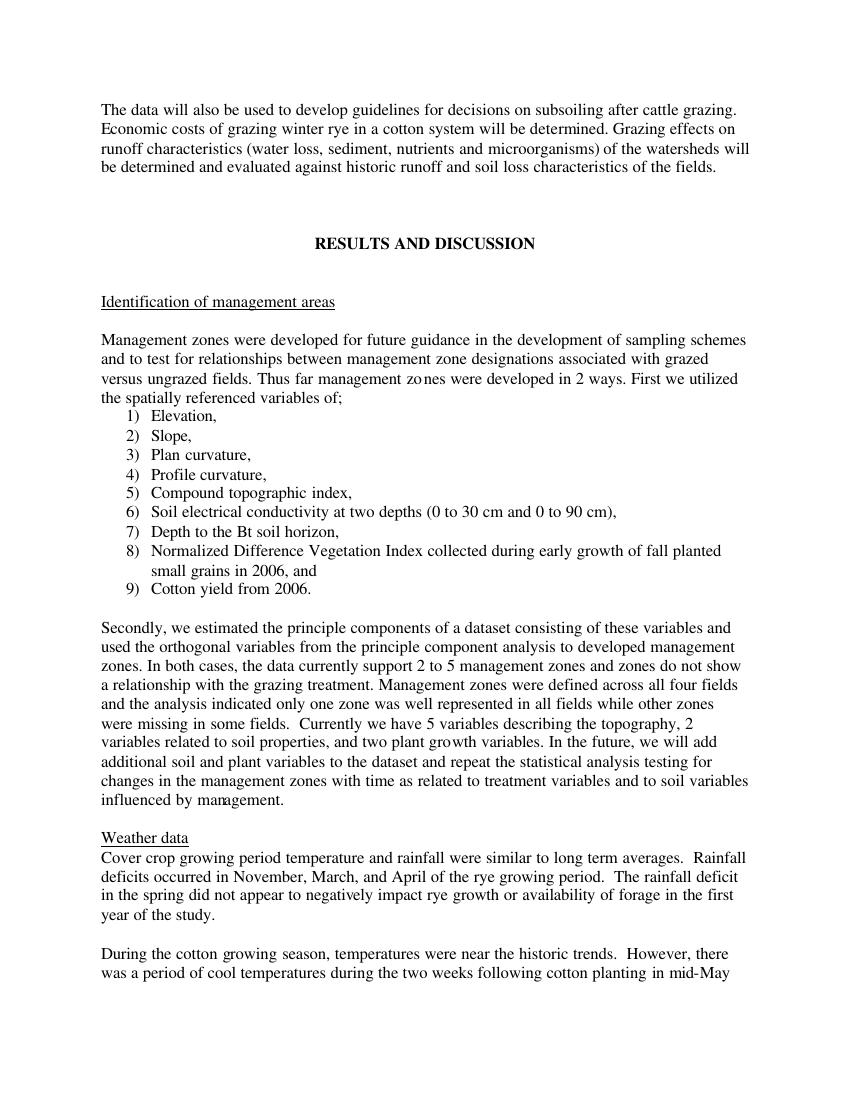 The data will also be used to develop guidelines for decisions on subsoiling after cattle grazing.
Economic costs of grazing winter rye in a cotton system will be determined. Grazing effects on
runoff characteristics (water loss, sediment, nutrients and microorganisms) of the watersheds will
be determined and evaluated against historic runoff and soil loss characteristics of the fields.
RESULTS AND DISCUSSION
Identification of management areas
Management zones were developed for future guidance in the development of sampling schemes
and to test for relationships between management zone designations associated with grazed
versus ungrazed fields. Thus far management zones were developed in 2 ways. First we utilized
the spatially referenced variables of;
1) Elevation,
2) Slope,
3) Plan curvature,
4) Profile curvature,
5) Compound topographic index,
6) Soil electrical conductivity at two depths (0 to 30 cm and 0 to 90 cm),
7) Depth to the Bt soil horizon,
8) Normalized Difference Vegetation Index collected during early growth of fall planted
small grains in 2006, and
9) Cotton yield from 2006.
Secondly, we estimated the principle components of a dataset consisting of these variables and
used the orthogonal variables from the principle component analysis to developed management
zones. In both cases, the data currently support 2 to 5 management zones and zones do not show
a relationship with the grazing treatment. Management zones were defined across all four fields
and the analysis indicated only one zone was well represented in all fields while other zones
were missing in some fields.  Currently we have 5 variables describing the topography, 2
variables related to soil properties, and two plant growth variables. In the future, we will add
additional soil and plant variables to the dataset and repeat the statistical analysis testing for
changes in the management zones with time as related to treatment variables and to soil variables
influenced by management.
Weather data
Cover crop growing period temperature and rainfall were similar to long term averages.  Rainfall
deficits occurred in November, March, and April of the rye growing period.  The rainfall deficit
in the spring did not appear to negatively impact rye growth or availability of forage in the first
year of the study.
During the cotton growing season, temperatures were near the historic trends.  However, there
was a period of cool temperatures during the two weeks following cotton planting in mid-May